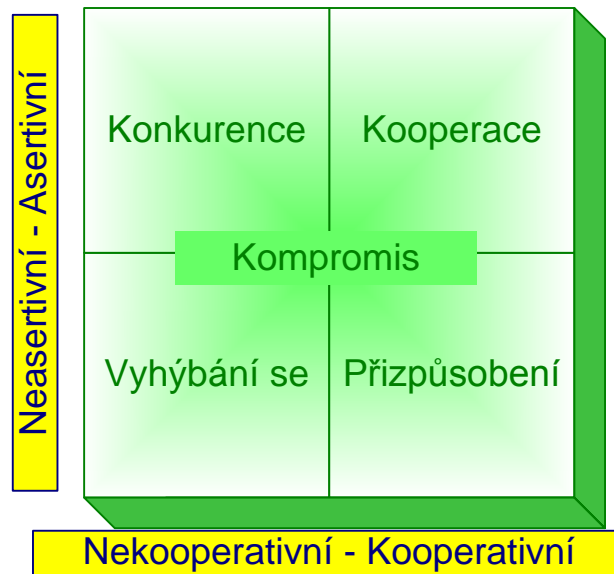 Neasertivní - Asertivní
Konkurence
Kooperace
Kompromis
Vyhýbání se
Přizpůsobení
Nekooperativní - Kooperativní